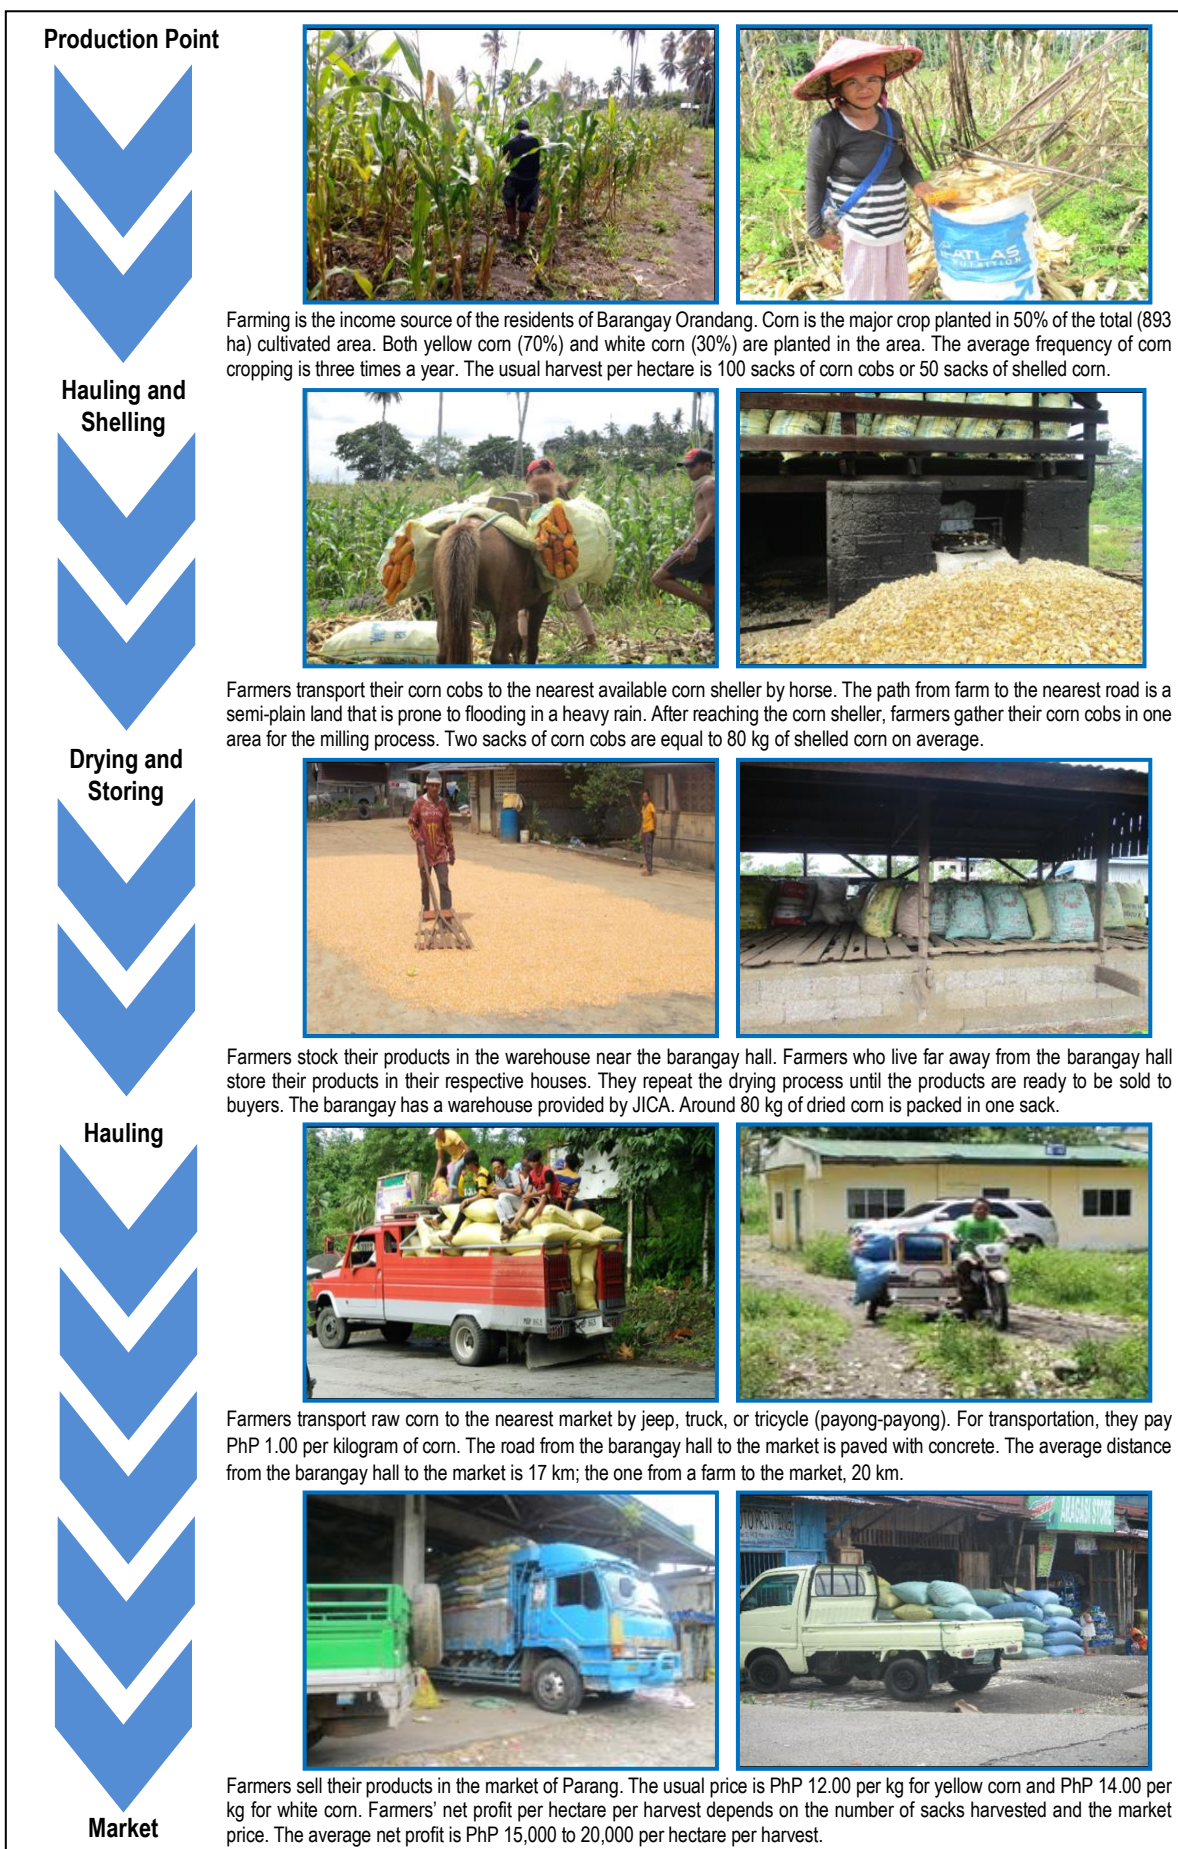 Production Point
ATLAS
NUTRITION
Farming is the income source of the residents of Barangay Orandang. Corn is the major crop planted in 50% of the total (893
ha) cultivated area. Both yellow corn (70%) and white corn (30%) are planted in the area. The average frequency of corn
cropping is three times a year. The usual harvest per hectare is 100 sacks of corn cobs or 50 sacks of shelled corn.
Hauling and
Shelling
Farmers transport their corn cobs to the nearest available corn sheller by horse. The path from farm to the nearest road is a
semi-plain land that is prone to flooding in a heavy rain. After reaching the corn sheller, farmers gather their corn cobs in one
area for the milling process. Two sacks of corn cobs are equal to 80 kg of shelled corn on average.
Drying and
Storing
Farmers stock their products in the warehouse near the barangay hall. Farmers who live far away from the barangay hall
store their products in their respective houses. They repeat the drying process until the products are ready to be sold to
buyers. The barangay has a warehouse provided by JICA. Around 80 kg of dried corn is packed in one sack.
Hauling
Farmers transport raw corn to the nearest market by jeep, truck, or tricycle (payong-payong). For transportation, they pay
PhP 1.00 per kilogram of corn. The road from the barangay hall to the market is paved with concrete. The average distance
from the barangay hall to the market is 17 km; the one from a farm to the market, 20 km.
ARAGASI STORE
Farmers sell their products in the market of Parang. The usual price is PhP 12.00 per kg for yellow corn and PhP 14.00 per
kg for white corn. Farmers' net profit per hectare per harvest depends on the number of sacks harvested and the market
price. The average net profit is PhP 15,000 to 20,000 per hectare per harvest.
Market